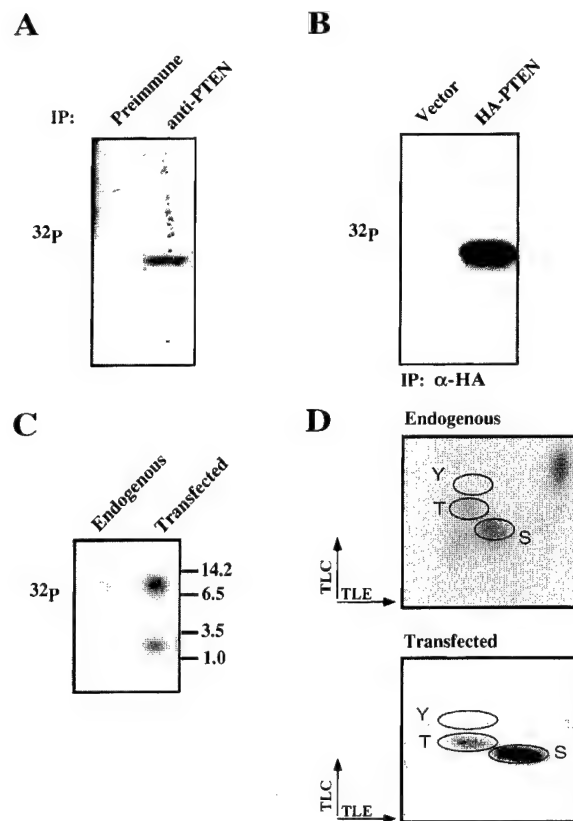 A
IP:
Preimmune
anti-PTEN
32P
B
Vector
HA-PTEN
32P
IP: α-HA
C
Endogenous
Transfected
32P
14.2
6.5
3.5
1.0
D
Endogenous
Y
T
S
TLC
TLE
Transfected
Y
T
S
TLC
TLE